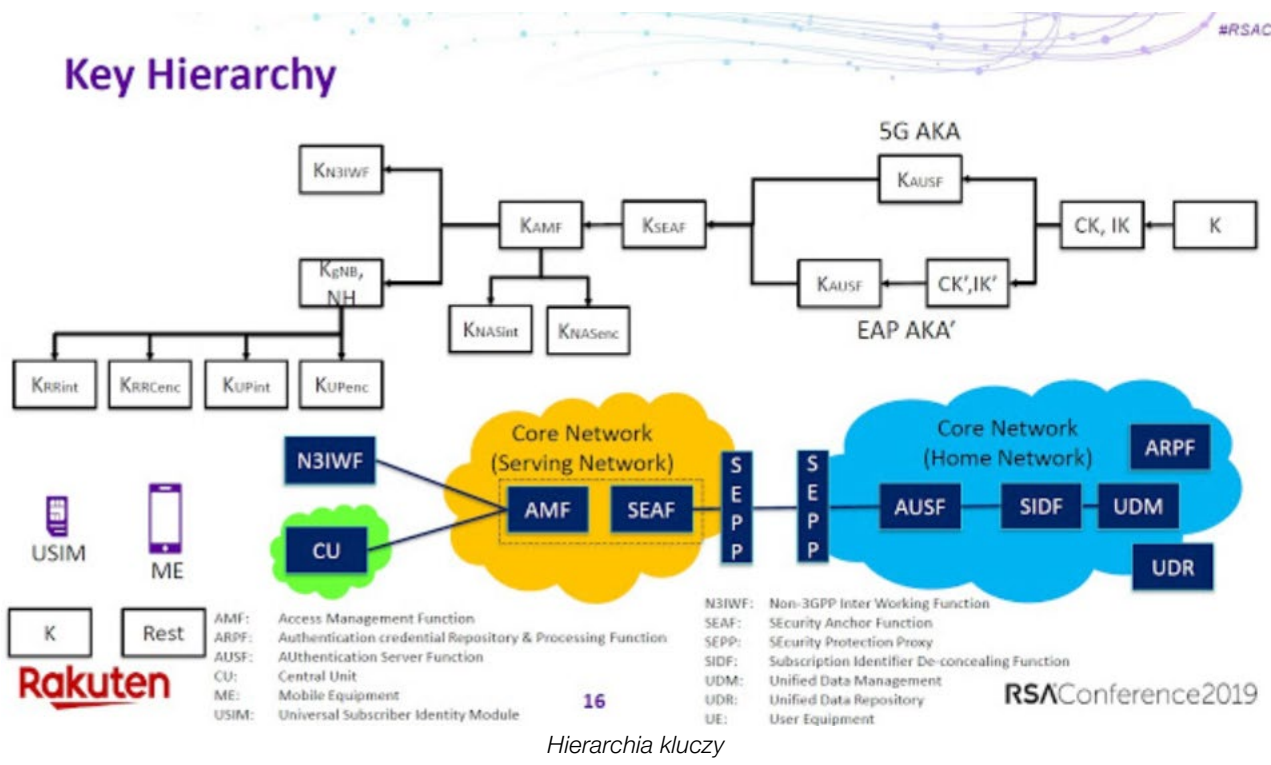 #RSAC
Key Hierarchy
5G AKA
KN3IWF
KAUSF
KAMF
KSEAF
CK, IK
K
KgNB,
NH
KAUSF
CK',IK'
KNASint
KNASenc
EAP AKA'
KRRint
KRRCenc
KUPint
KUPenc
Core Network
(Serving Network)
Core Network
(Home Network)
ARPF
N3IWF
SEPP
SEPP
AMF
SEAF
AUSF
SIDF
UDM
CU
USIM
ME
UDR
K
Rest
AMF: Access Management Function
ARPF: Authentication credential Repository & Processing Function
AUSF: AUthentication Server Function
CU: Central Unit
ME: Mobile Equipment
USIM: Universal Subscriber Identity Module
N3IWF: Non-3GPP Inter Working Function
SEAF: SEcurity Anchor Function
SEPP: SEcurity Protection Proxy
SIDF: Subscription Identifier De-concealing Function
UDM: Unified Data Management
UDR: Unified Data Repository
UE: User Equipment
Rakuten
16
RSAConference2019
Hierarchia kluczy